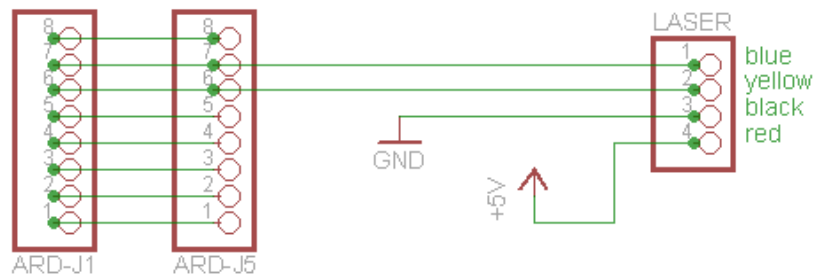 LASER
8 8
7 7 1 blue
6 6 2 yellow
5 5 3 black
4 4 4 red
3 3 GND
2 2 +5V
1 1
ARD-J1 ARD-J5